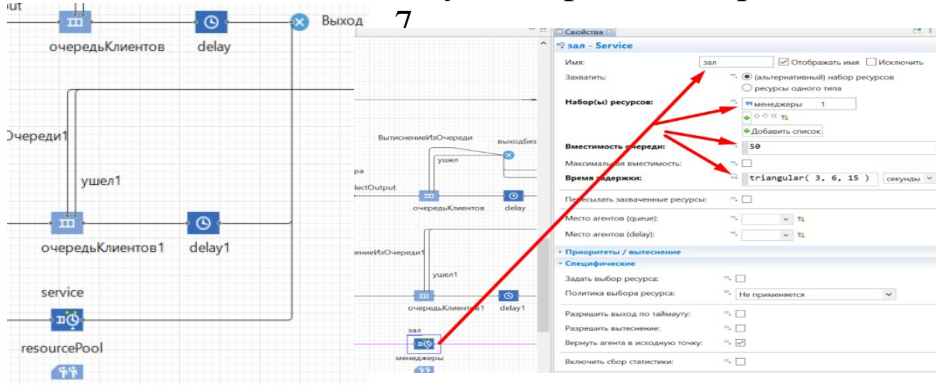 Выход
7
очередьКлиентов
delay
Очереди1
ушел1
очередьКлиентов1
delay1
service
resourcePool
ВытиснениеИзОчереди
выходБез
ушел
ра
lectOutput
очередьКлиентов
delay
ениеИзОчереди1
ушел1
очередьКлиентов1
delay1
зал
менеджеры
Свойства
зал - Service
Имя:
зал
Отображать имя
Исключить
Захватить:
(альтернативный) набор ресурсов
ресурсы одного типа
Набор(ы) ресурсов:
менеджеры 1
Добавить список
Вместимость очереди:
50
Максимальная вместимость:
Время задержки:
triangular( 3, 6, 15 )
секунды
Пересылать захваченные ресурсы:
Место агентов (queue):
Место агентов (delay):
Приоритеты / вытеснение
Специфические
Задать выбор ресурса:
Политика выбора ресурса:
Не применяется
Разрешить выход по таймауту:
Разрешить вытеснение:
Вернуть агента в исходную точку:
Включить сбор статистики: